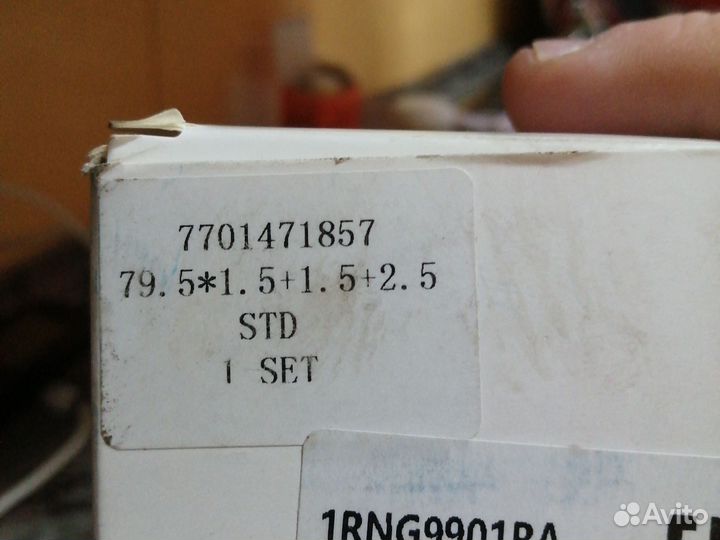 7701471857
79.5*1.5+1.5+2.5
STD
1 SET
1RNG9901RA
Avito